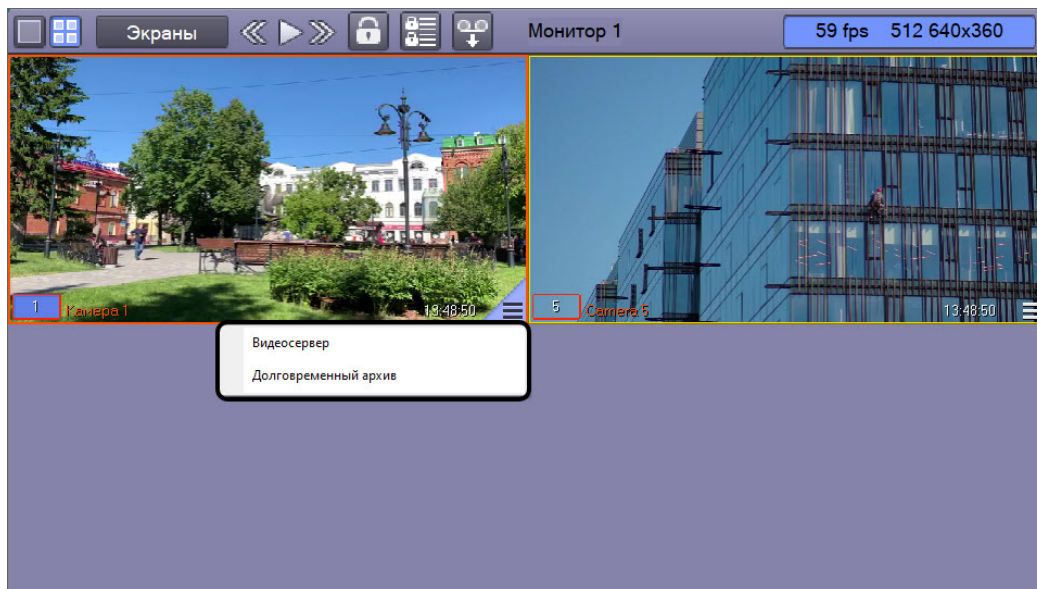 Экраны
Монитор 1
59 fps 512 640x360
1 Камера 1 13:48:50
5 Camera 5 13:48:50
Видеосервер
Долговременный архив